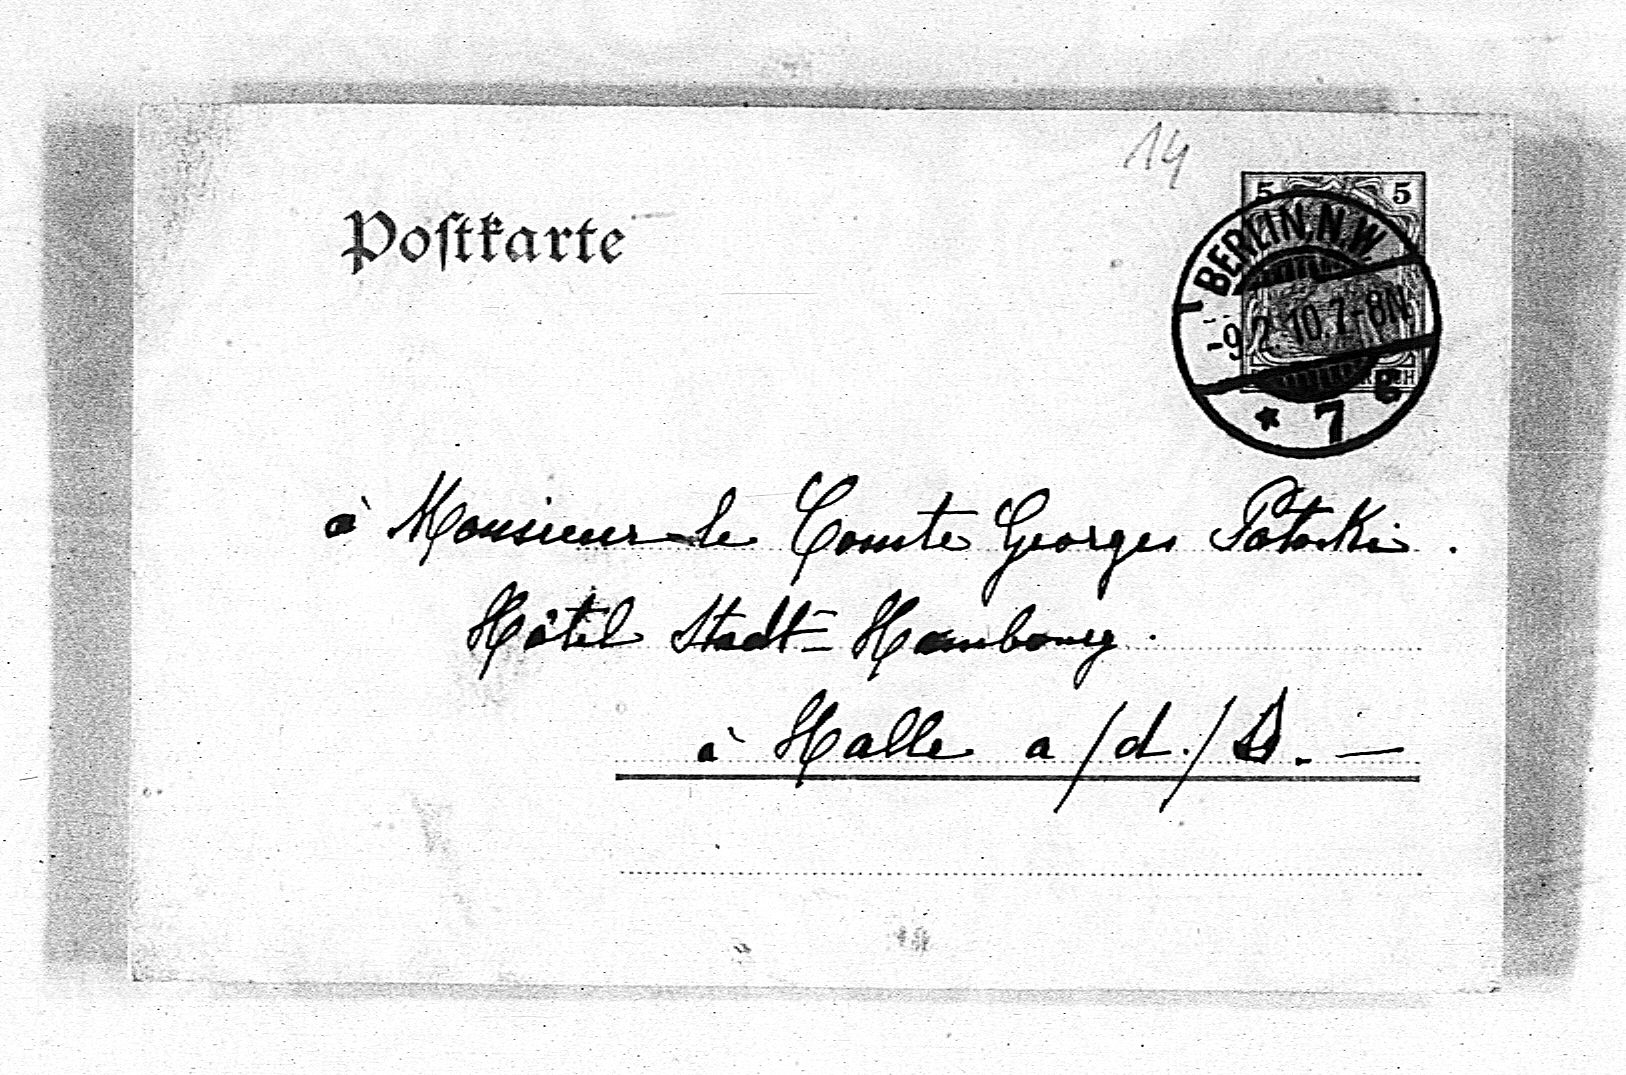 14
Postkarte
5 5
BERLIN.N.W.
-9.2.10.7-8N.
* 7 g
à Monsieur le Comte Georges Potocki.
Hôtel Stadt-Hambourg.
à Halle a/d./S. —